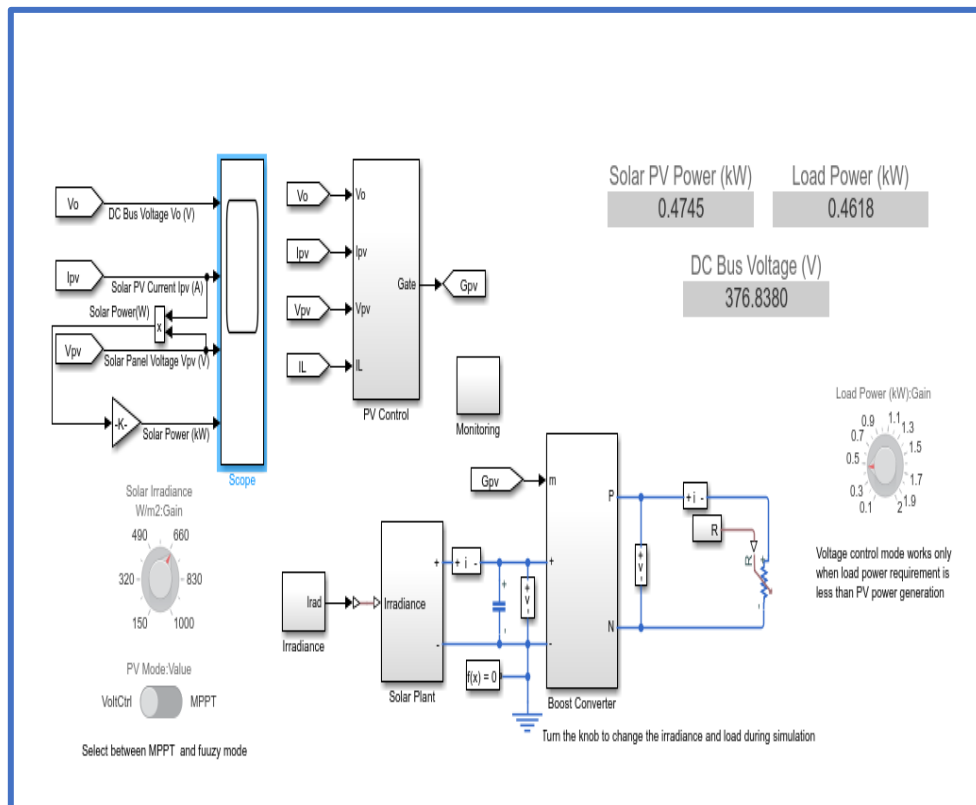 Vo
DC Bus Voltage Vo (V)
Ipv
Solar PV Current Ipv (A)
Solar Power(W)
x
Vpv
Solar Panel Voltage Vpv (V)
-K-
Solar Power (kW)
Scope
Vo
Ipv
Vpv
IL
Vo
Ipv
Vpv
IL
Gate
PV Control
Gpv
Monitoring
Solar PV Power (kW)
0.4745
Load Power (kW)
0.4618
DC Bus Voltage (V)
376.8380
Load Power (kW):Gain
0.1
0.3
0.5
0.7
0.9
1.1
1.3
1.5
1.7
1.9
2
Voltage control mode works only
when load power requirement is
less than PV power generation
Solar Irradiance
W/m2:Gain
150
320
490
660
830
1000
PV Mode:Value
VoltCtrl
MPPT
Select between MPPT and fuuzy mode
Irad
Irradiance
Irradiance
+
-
Solar Plant
+ i -
+
-
+ v -
f(x) = 0
Gpv
m
+
-
P
N
Boost Converter
+ v -
+ i -
R
R
+
-
Turn the knob to change the irradiance and load during simulation